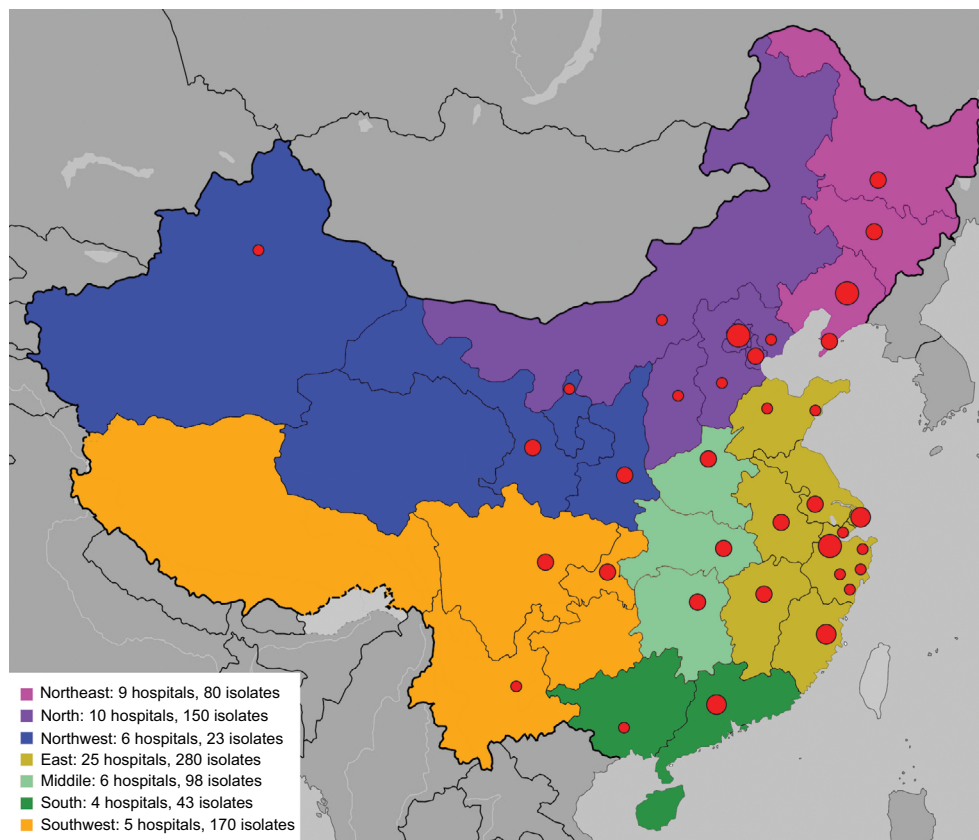 Northeast: 9 hospitals, 80 isolates
North: 10 hospitals, 150 isolates
Northwest: 6 hospitals, 23 isolates
East: 25 hospitals, 280 isolates
Middile: 6 hospitals, 98 isolates
South: 4 hospitals, 43 isolates
Southwest: 5 hospitals, 170 isolates